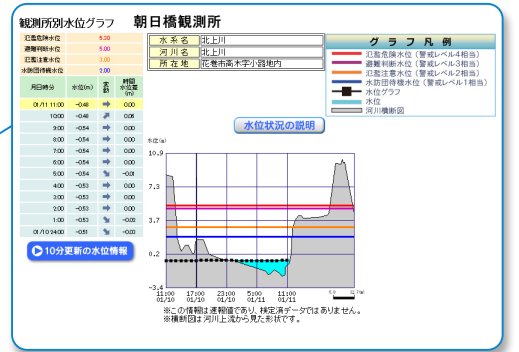 観測所別水位グラフ 朝日橋観測所
氾濫危険水位 5.20
避難判断水位 5.00
氾濫注意水位 3.00
水防団待機水位 2.00
水系名 北上川
河川名 北上川
所在地 花巻市高木字小路地内
グラフ凡例
氾濫危険水位（警戒レベル4相当）
避難判断水位（警戒レベル3相当）
氾濫注意水位（警戒レベル2相当）
水防団待機水位（警戒レベル1相当）
水位グラフ
水位
河川横断図
月日時分 水位(m) 変動 時間水位差(m)
01/11 11:00 -0.48 ➡ 0.00
10:00 -0.48 ⬈ 0.06
9:00 -0.54 ➡ 0.00
8:00 -0.54 ➡ 0.00
7:00 -0.54 ➡ 0.00
6:00 -0.54 ➡ 0.00
5:00 -0.54 ⬊ -0.01
4:00 -0.53 ➡ 0.00
3:00 -0.53 ➡ 0.00
2:00 -0.53 ➡ 0.00
1:00 -0.53 ⬊
01/10 24:00 -0.51 ⬊
10分更新の水位情報
水位状況の説明
水位(m)
10.9
7.3
3.7
0.2
-3.4
11:00 17:00 23:00 5:00 11:00
01/10 01/10 01/10 01/11 01/11
※この情報は速報値であり、検定済データではありません。
※横断図は河川上流から見た形状です。